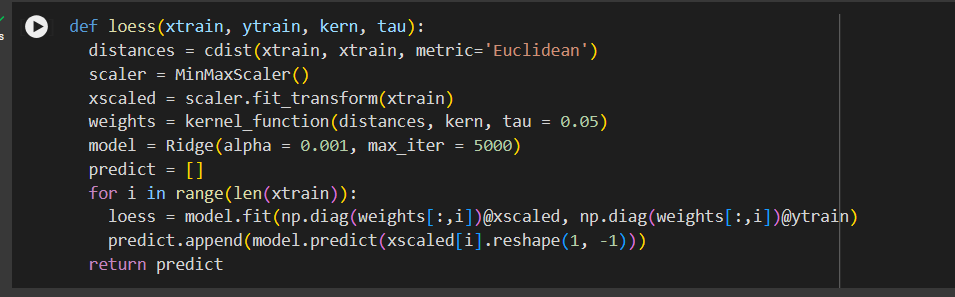 def loess(xtrain, ytrain, kern, tau):
  distances = cdist(xtrain, xtrain, metric='Euclidean')
  scaler = MinMaxScaler()
  xscaled = scaler.fit_transform(xtrain)
  weights = kernel_function(distances, kern, tau = 0.05)
  model = Ridge(alpha = 0.001, max_iter = 5000)
  predict = []
  for i in range(len(xtrain)):
    loess = model.fit(np.diag(weights[:,i])@xscaled, np.diag(weights[:,i])@ytrain)
    predict.append(model.predict(xscaled[i].reshape(1, -1)))
  return predict